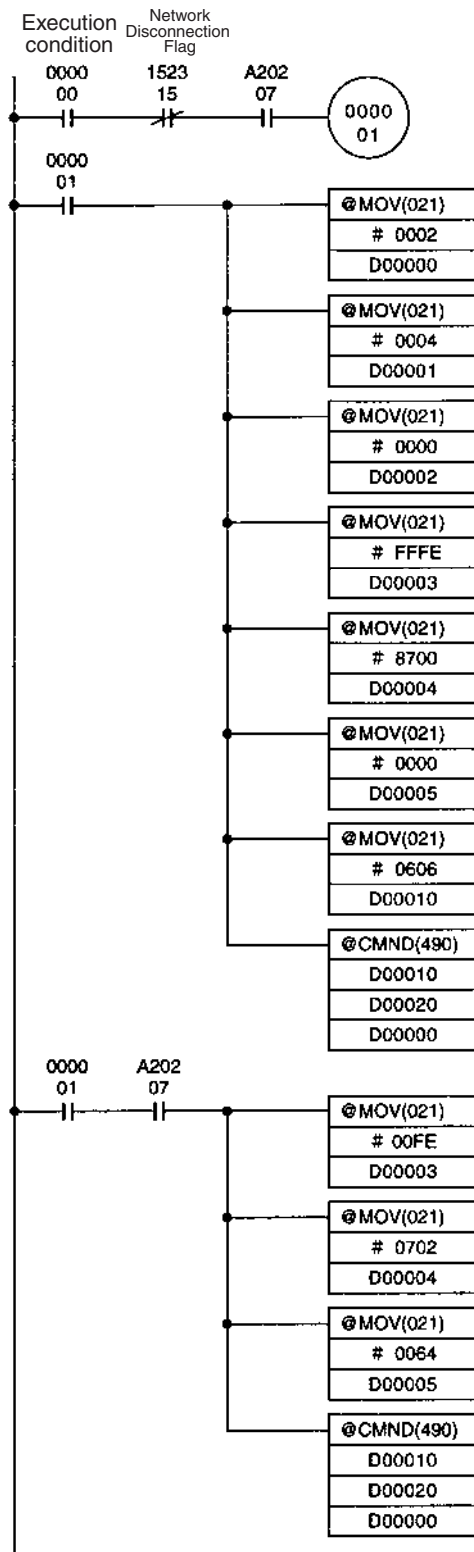 Execution
condition
Network
Disconnection
Flag
0000
00
1523
15
A202
07
0000
01
0000
01
@MOV(021)
# 0002
D00000
@MOV(021)
# 0004
D00001
@MOV(021)
# 0000
D00002
@MOV(021)
# FFFE
D00003
@MOV(021)
# 8700
D00004
@MOV(021)
# 0000
D00005
@MOV(021)
# 0606
D00010
@CMND(490)
D00010
D00020
D00000
0000
01
A202
07
@MOV(021)
# 00FE
D00003
@MOV(021)
# 0702
D00004
@MOV(021)
# 0064
D00005
@CMND(490)
D00010
D00020
D00000